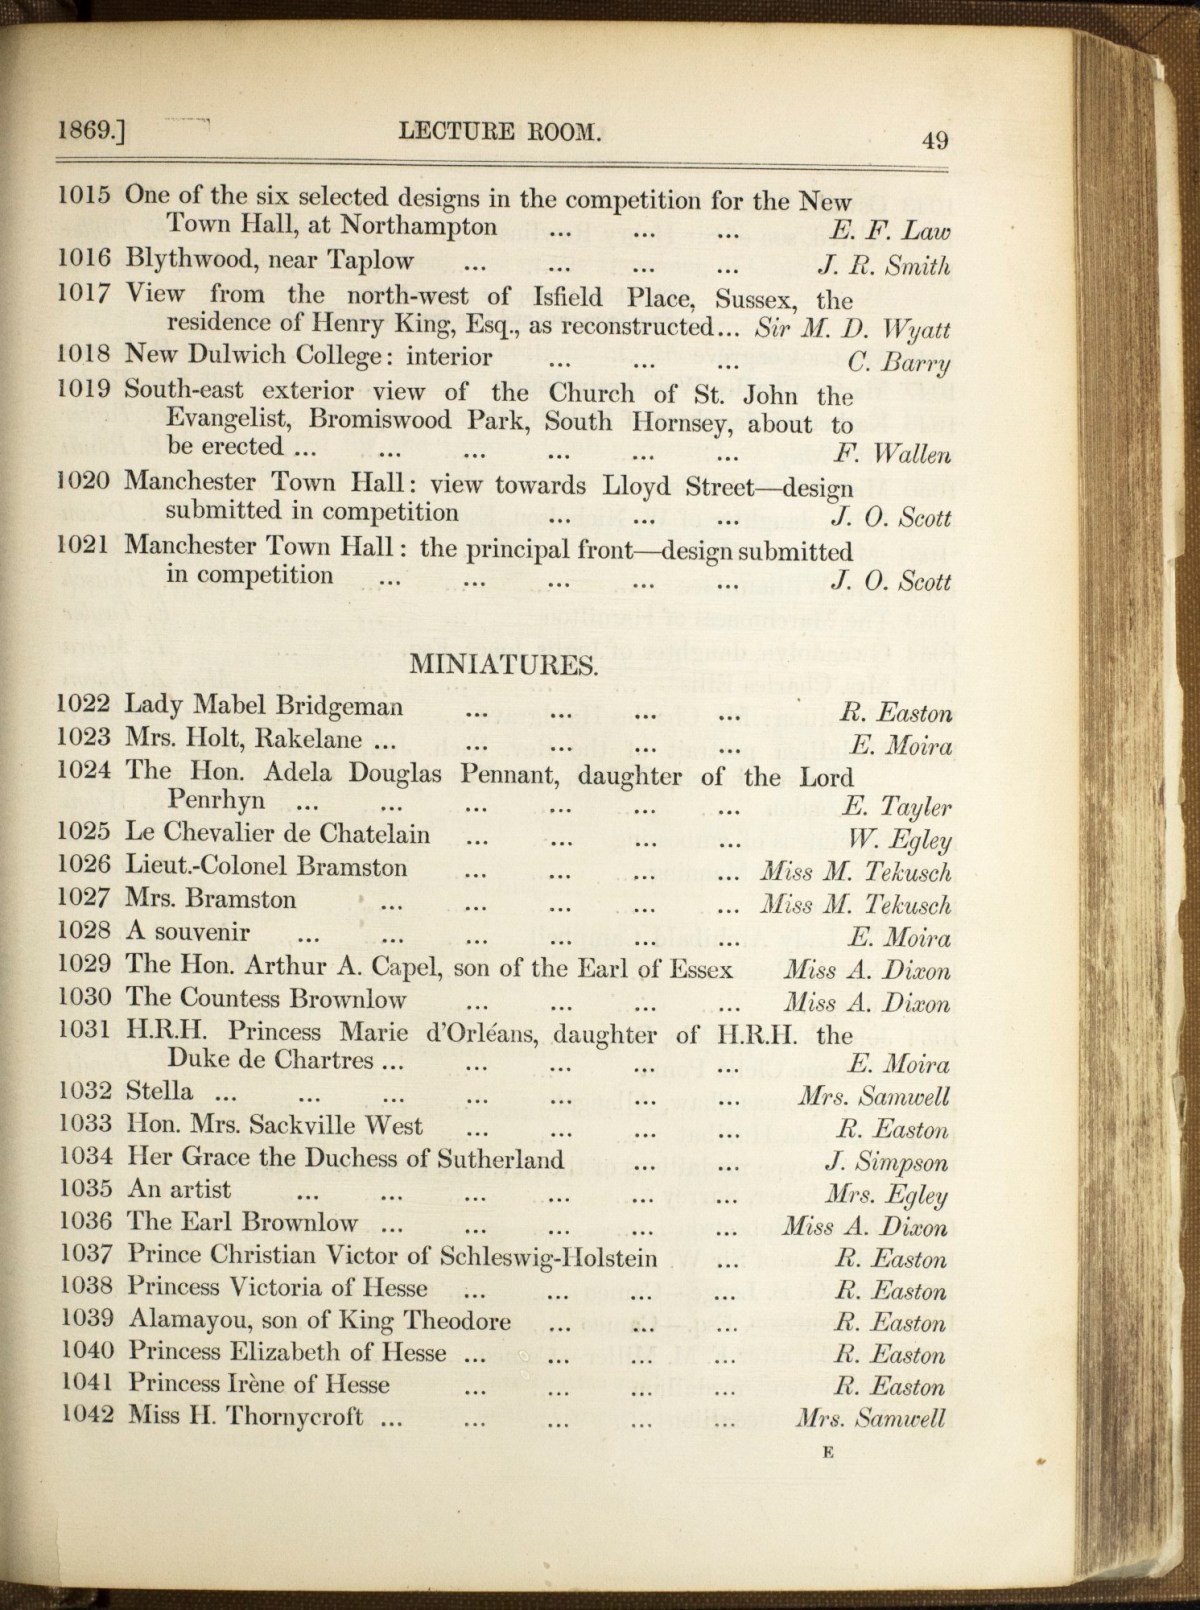 1869.] LECTURE ROOM. 49
1015 One of the six selected designs in the competition for the New
Town Hall, at Northampton ... ... ... E. F. Law
1016 Blythwood, near Taplow ... ... ... ... J. R. Smith
1017 View from the north-west of Isfield Place, Sussex, the
residence of Henry King, Esq., as reconstructed... Sir M. D. Wyatt
1018 New Dulwich College: interior ... ... ... C. Barry
1019 South-east exterior view of the Church of St. John the
Evangelist, Bromiswood Park, South Hornsey, about to
be erected ... ... ... ... ... ... F. Wallen
1020 Manchester Town Hall: view towards Lloyd Street—design
submitted in competition ... ... ... J. O. Scott
1021 Manchester Town Hall: the principal front—design submitted
in competition ... ... ... ... ... J. O. Scott
MINIATURES.
1022 Lady Mabel Bridgeman ... ... ... ... R. Easton
1023 Mrs. Holt, Rakelane ... ... ... ... ... E. Moira
1024 The Hon. Adela Douglas Pennant, daughter of the Lord
Penrhyn ... ... ... ... ... ... E. Tayler
1025 Le Chevalier de Chatelain ... ... ... ... W. Egley
1026 Lieut.-Colonel Bramston ... ... ... ... Miss M. Tekusch
1027 Mrs. Bramston ... ... ... ... ... Miss M. Tekusch
1028 A souvenir ... ... ... ... ... ... E. Moira
1029 The Hon. Arthur A. Capel, son of the Earl of Essex Miss A. Dixon
1030 The Countess Brownlow ... ... ... ... Miss A. Dixon
1031 H.R.H. Princess Marie d'Orléans, daughter of H.R.H. the
Duke de Chartres ... ... ... ... ... E. Moira
1032 Stella ... ... ... ... ... ... ... Mrs. Samwell
1033 Hon. Mrs. Sackville West ... ... ... ... R. Easton
1034 Her Grace the Duchess of Sutherland ... ... J. Simpson
1035 An artist ... ... ... ... ... ... Mrs. Egley
1036 The Earl Brownlow ... ... ... ... ... Miss A. Dixon
1037 Prince Christian Victor of Schleswig-Holstein ... R. Easton
1038 Princess Victoria of Hesse ... ... ... ... R. Easton
1039 Alamayou, son of King Theodore ... ... ... R. Easton
1040 Princess Elizabeth of Hesse ... ... ... ... R. Easton
1041 Princess Irène of Hesse ... ... ... ... R. Easton
1042 Miss H. Thornycroft ... ... ... ... ... Mrs. Samwell
E